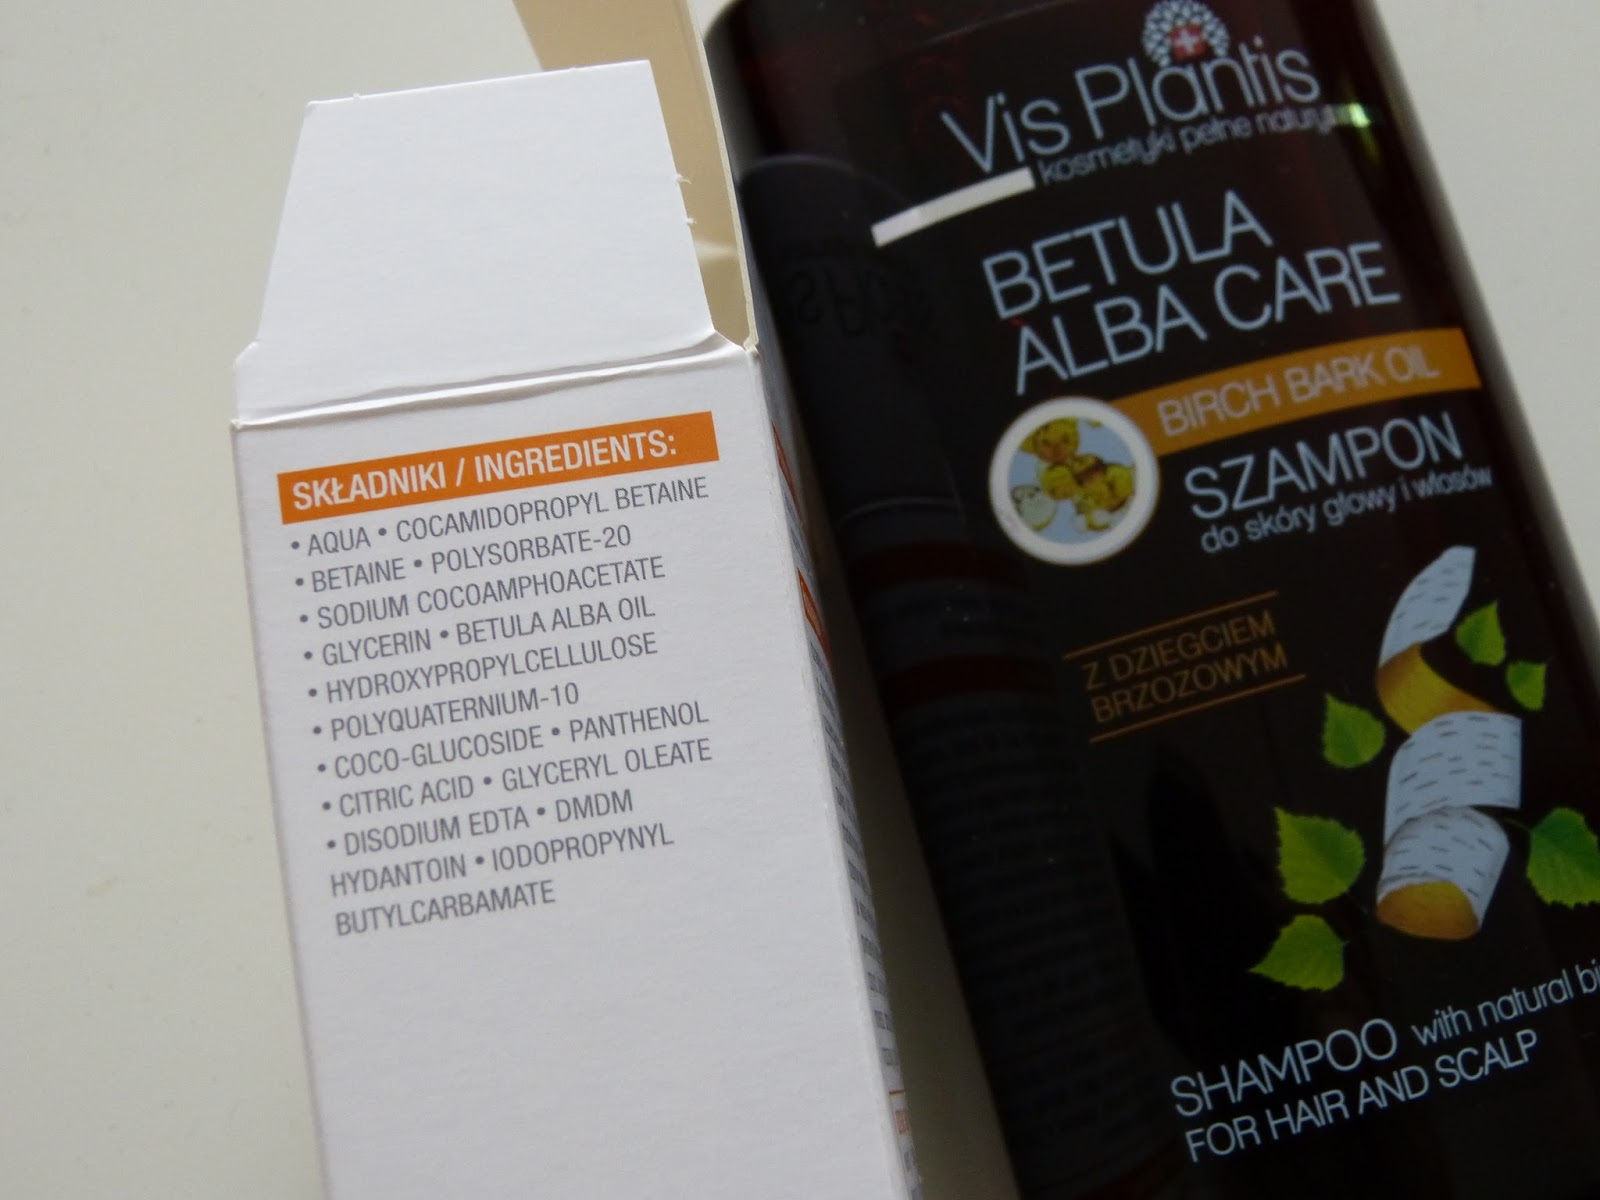 SKŁADNIKI / INGREDIENTS:
• AQUA • COCAMIDOPROPYL BETAINE
• BETAINE • POLYSORBATE-20
• SODIUM COCOAMPHOACETATE
• GLYCERIN • BETULA ALBA OIL
• HYDROXYPROPYLCELLULOSE
• POLYQUATERNIUM-10
• COCO-GLUCOSIDE • PANTHENOL
• CITRIC ACID • GLYCERYL OLEATE
• DISODIUM EDTA • DMDM
HYDANTOIN • IODOPROPYNYL
BUTYLCARBAMATE
Vis Plantis
kosmetyki pełne natury
BETULA
ALBA CARE
BIRCH BARK OIL
SZAMPON
do skóry głowy i włosów
Z DZIEGCIEM
BRZOZOWYM
SHAMPOO with natural
FOR HAIR AND SCALP